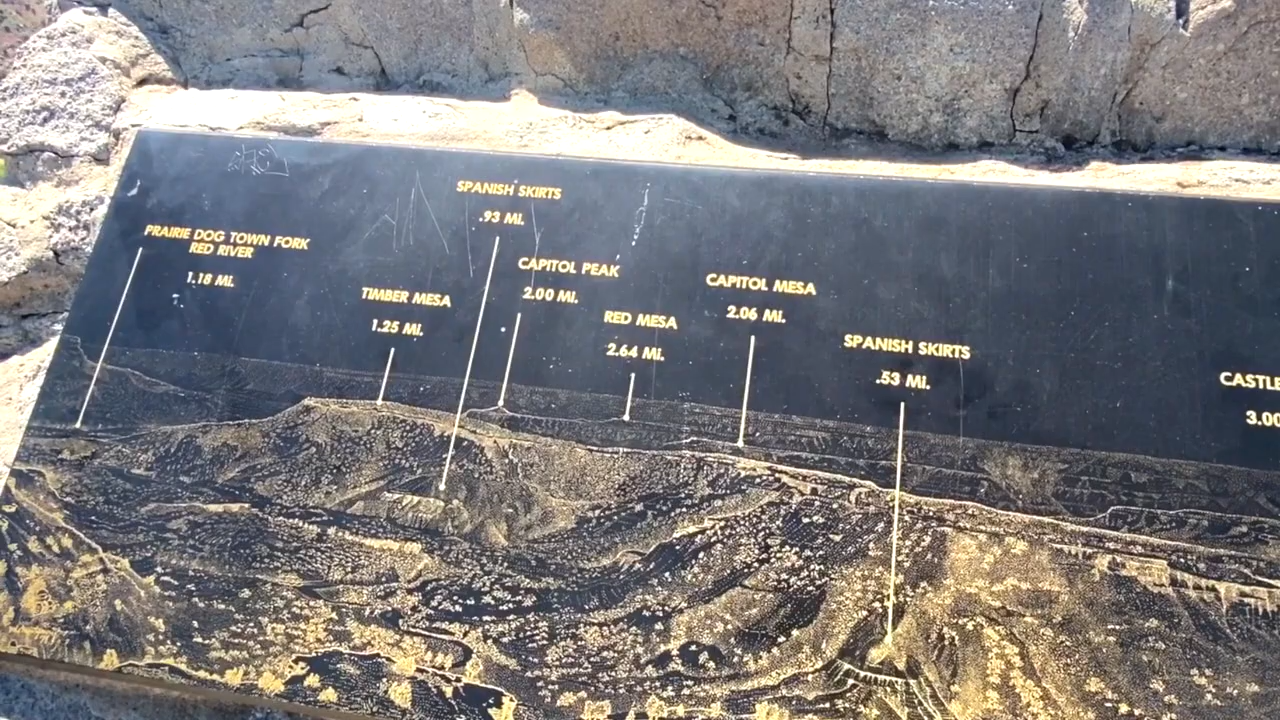 PRAIRIE DOG TOWN FORK
RED RIVER
1.18 MI.
TIMBER MESA
1.25 MI.
SPANISH SKIRTS
.93 MI.
CAPITOL PEAK
2.00 MI.
RED MESA
2.64 MI.
CAPITOL MESA
2.06 MI.
SPANISH SKIRTS
.53 MI.
CASTLE
3.00